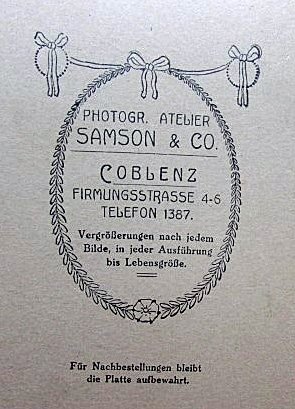 PHOTOGR. ATELIER
SAMSON & CO.
COBLENZ
FIRMUNGSSTRASSE 4-6
TELEFON 1387.
Vergrößerungen nach jedem
Bilde, in jeder Ausführung
bis Lebensgröße.
Für Nachbestellungen bleibt
die Platte aufbewahrt.